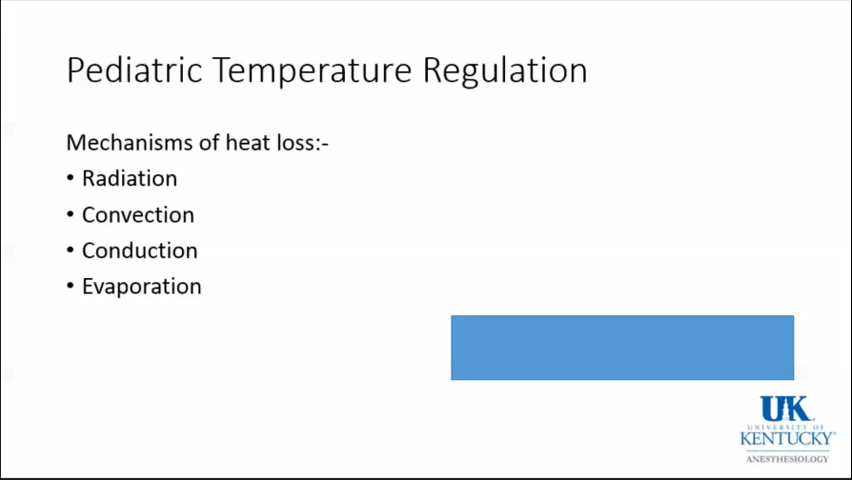 Pediatric Temperature Regulation
Mechanisms of heat loss:-
• Radiation
• Convection
• Conduction
• Evaporation
UK
UNIVERSITY OF
KENTUCKY
ANESTHESIOLOGY